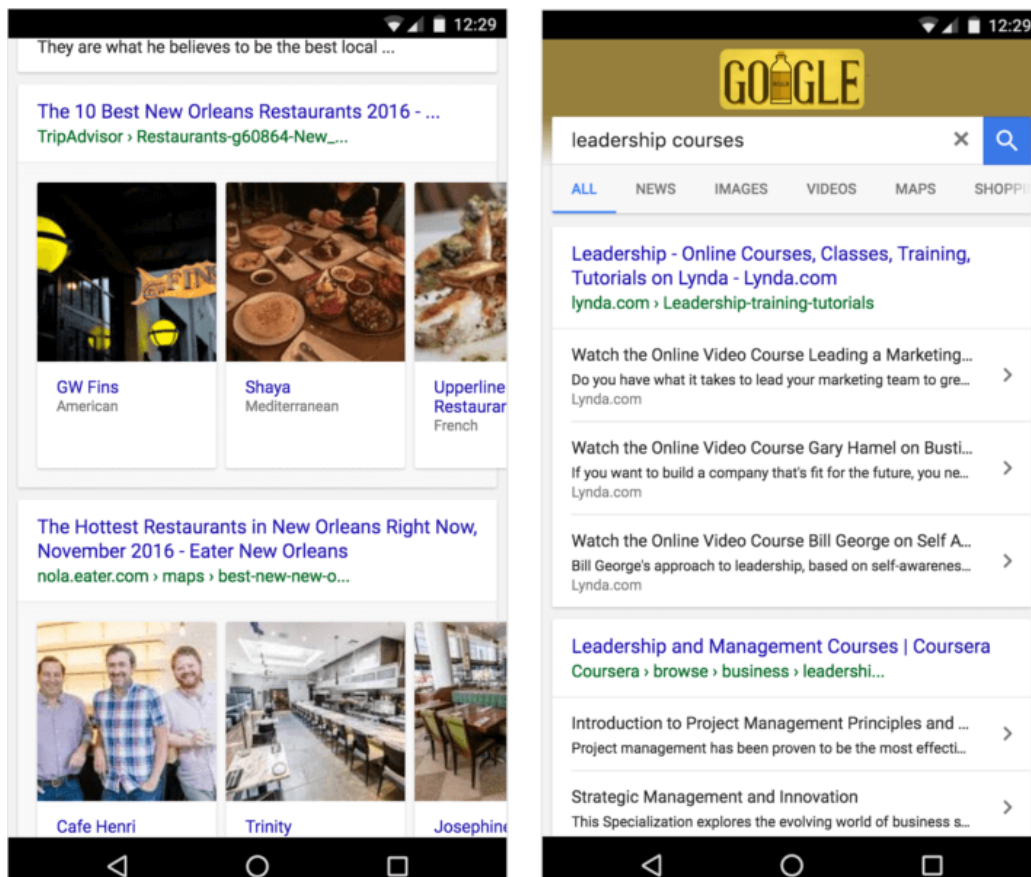 12:29
They are what he believes to be the best local ...
The 10 Best New Orleans Restaurants 2016 - ...
TripAdvisor › Restaurants-g60864-New_...
FINS
GW Fins
American
Shaya
Mediterranean
Upperline
Restaurar
French
The Hottest Restaurants in New Orleans Right Now,
November 2016 - Eater New Orleans
nola.eater.com › maps › best-new-new-o...
Cafe Henri
Trinity
Josephine
12:29
GOOGLE
leadership courses
ALL NEWS IMAGES VIDEOS MAPS SHOPPI
Leadership - Online Courses, Classes, Training,
Tutorials on Lynda - Lynda.com
lynda.com › Leadership-training-tutorials
Watch the Online Video Course Leading a Marketing...
Do you have what it takes to lead your marketing team to gre...
Lynda.com
Watch the Online Video Course Gary Hamel on Busti...
If you want to build a company that's fit for the future, you ne...
Lynda.com
Watch the Online Video Course Bill George on Self A...
Bill George's approach to leadership, based on self-awarenes...
Lynda.com
Leadership and Management Courses | Coursera
Coursera › browse › business › leadershi...
Introduction to Project Management Principles and ...
Project management has been proven to be the most effecti...
Strategic Management and Innovation
This Specialization explores the evolving world of business s...